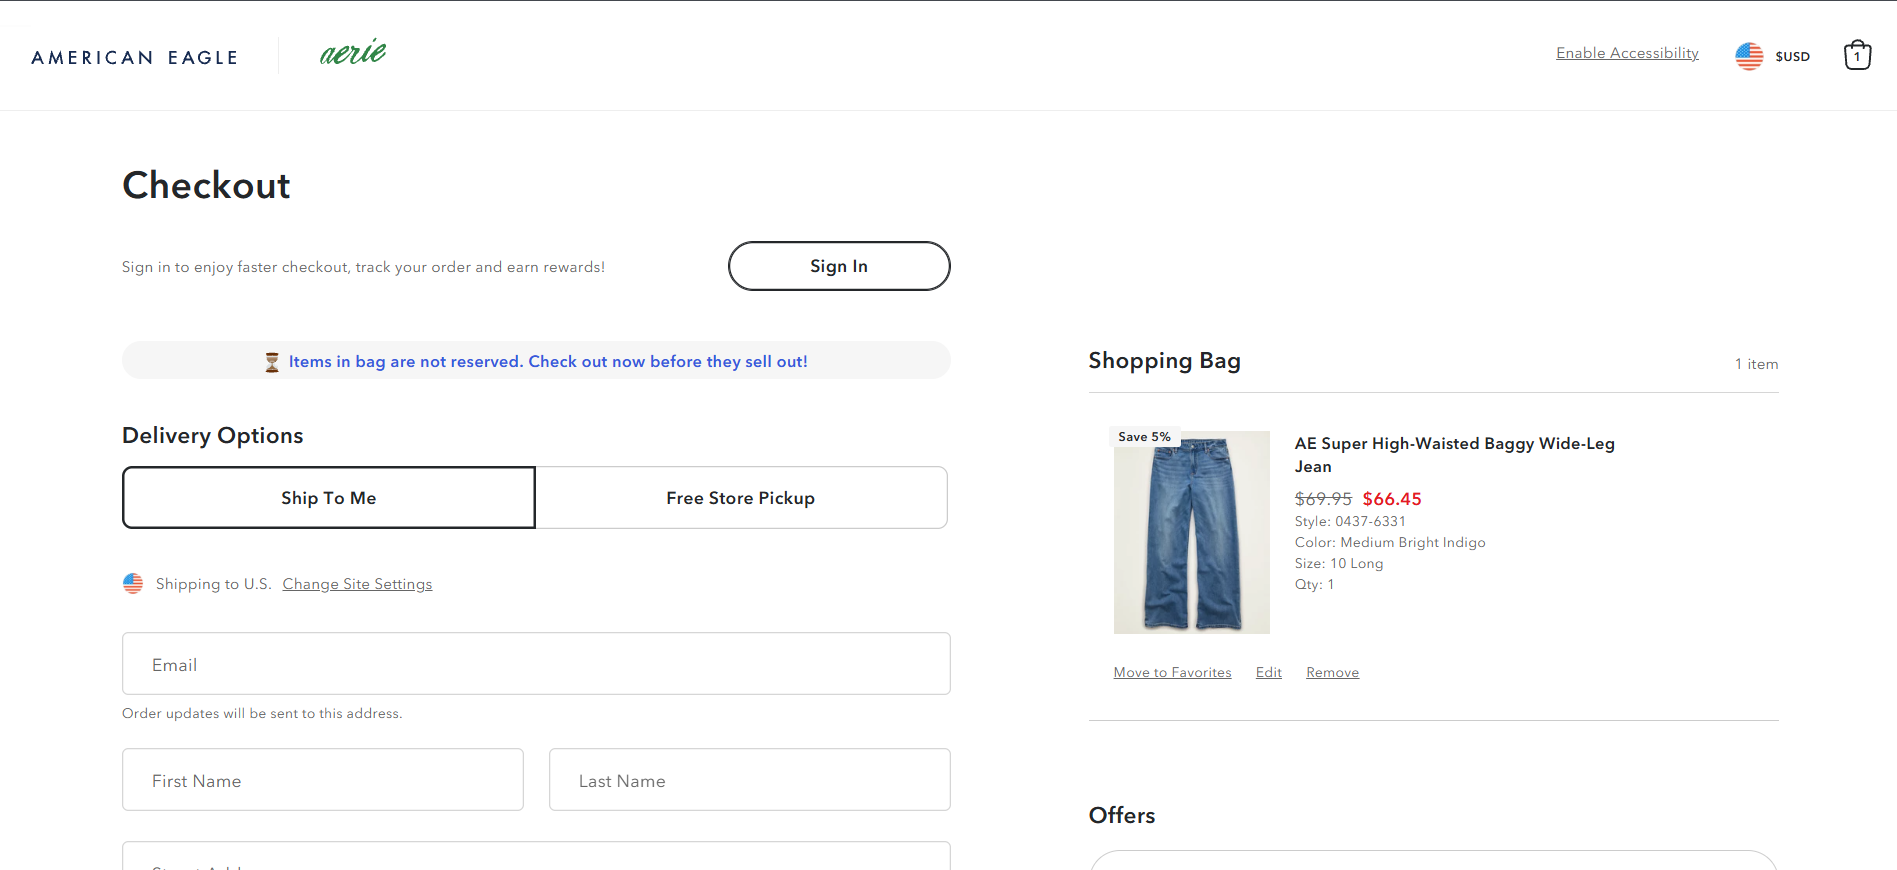 AMERICAN EAGLE
aerie
Enable Accessibility
$USD
1
Checkout
Sign in to enjoy faster checkout, track your order and earn rewards!
Sign In
⏳ Items in bag are not reserved. Check out now before they sell out!
Delivery Options
Ship To Me
Free Store Pickup
Shipping to U.S. Change Site Settings
Email
Order updates will be sent to this address.
First Name
Last Name
Shopping Bag
1 item
Save 5%
AE Super High-Waisted Baggy Wide-Leg
Jean
$69.95 $66.45
Style: 0437-6331
Color: Medium Bright Indigo
Size: 10 Long
Qty: 1
Move to Favorites
Edit
Remove
Offers